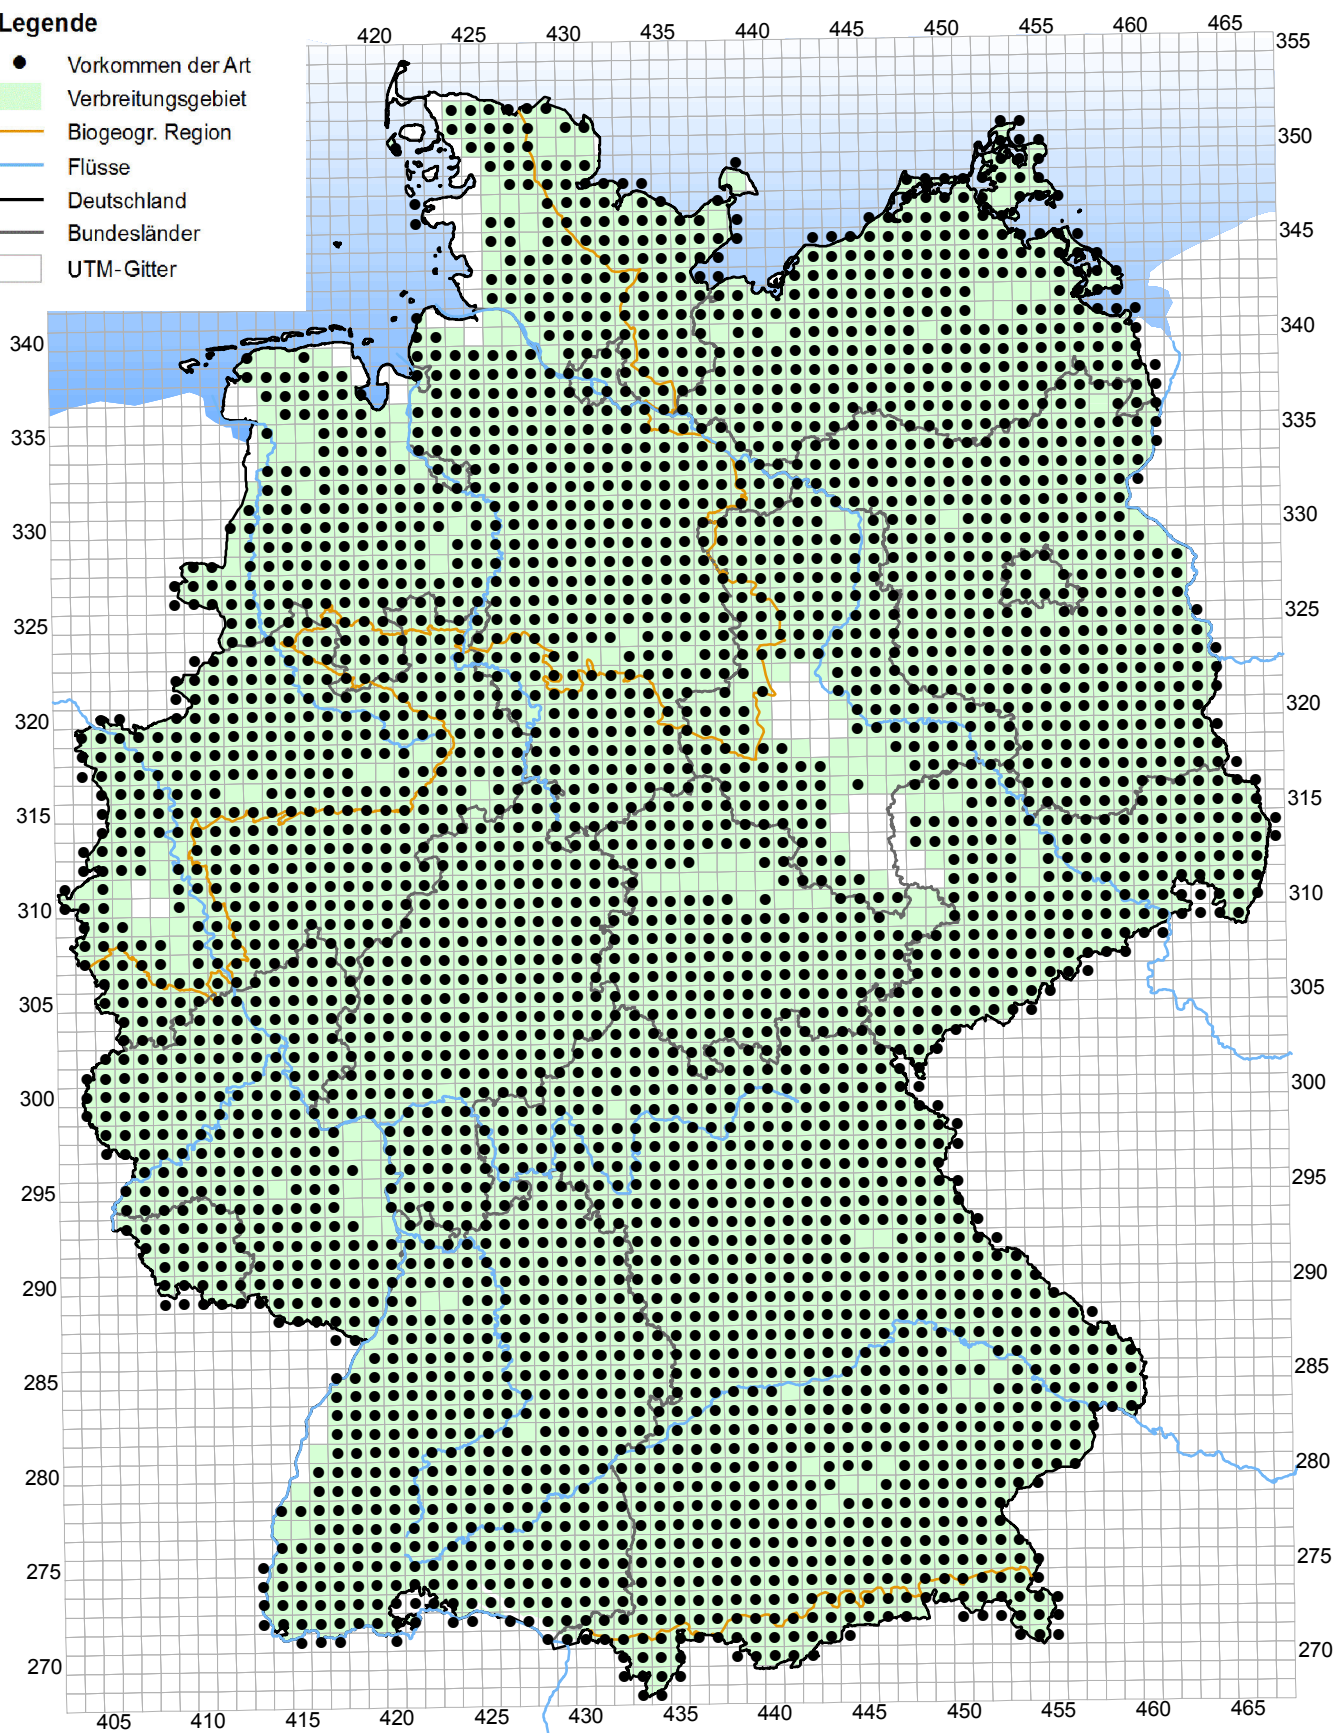 Legende
Vorkommen der Art
Verbreitungsgebiet
Biogeogr. Region
Flüsse
Deutschland
Bundesländer
UTM-Gitter
420 425 430 435 440 445 450 455 460 465
355
350
345
340 340
335 335
330 330
325 325
320 320
315 315
310 310
305 305
300 300
295 295
290 290
285 285
280 280
275 275
270 270
405 410 415 420 425 430 435 440 445 450 455 460 465